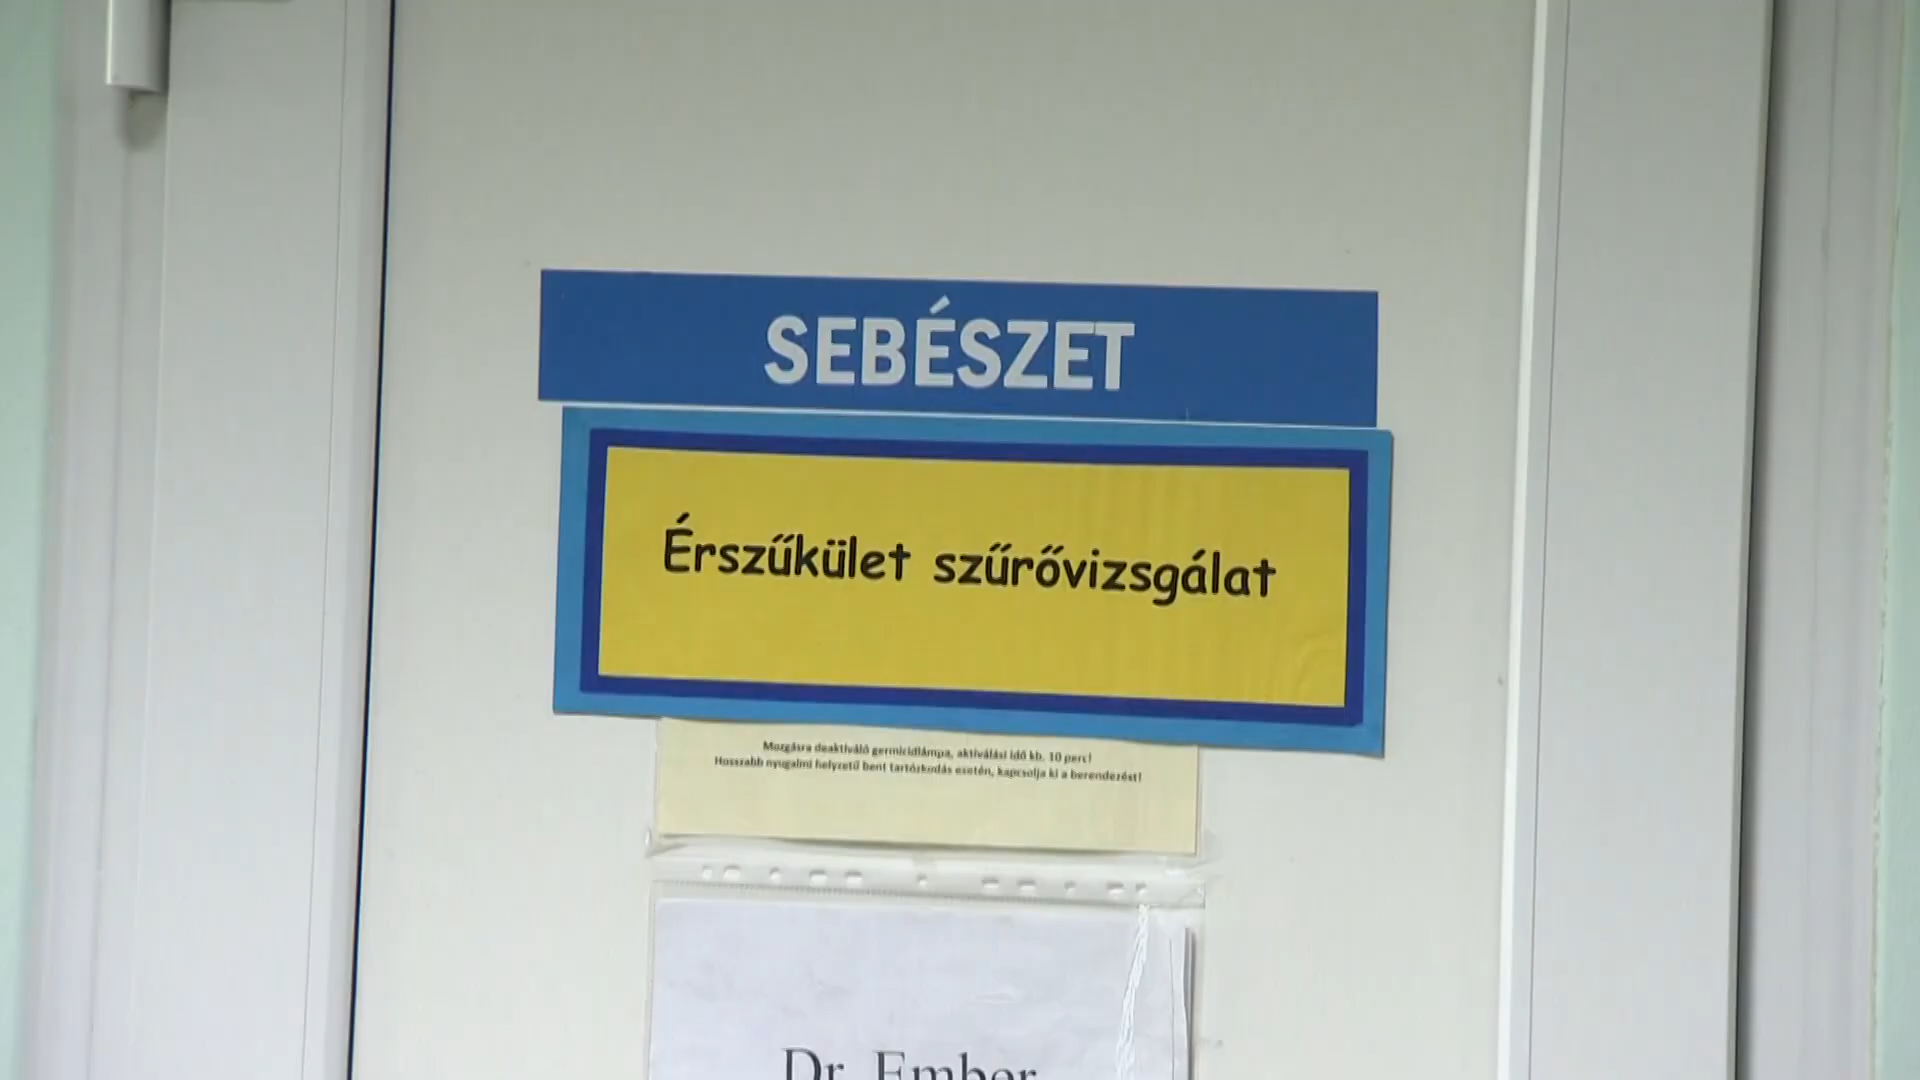 SEBÉSZET
Érszűkület szűrővizsgálat
Mozgásra deaktiváló germicidlámpa, aktiválási idő kb. 10 perc!
Hosszabb nyugalmi helyzetű bent tartózkodás esetén, kapcsolja ki a berendezést!
Dr. Ember